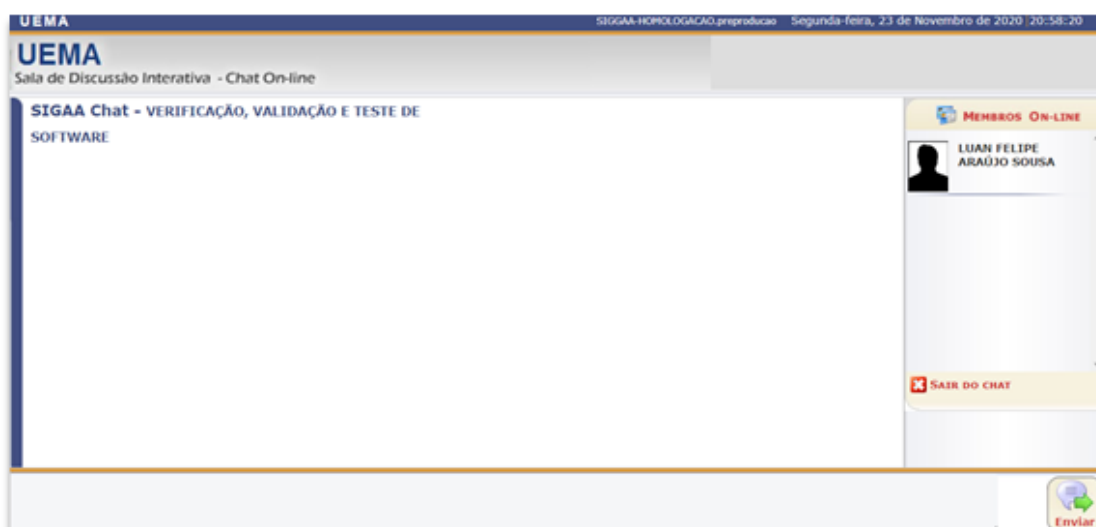 UEMA SIGGAA-HOMOLOGACAO.preproducao Segunda-feira, 23 de Novembro de 2020 20:58:20
UEMA
Sala de Discussão Interativa - Chat On-line
SIGAA Chat - VERIFICAÇÃO, VALIDAÇÃO E TESTE DE
SOFTWARE
MEMBROS ON-LINE
LUAN FELIPE
ARAÚJO SOUSA
SAIR DO CHAT
Enviar